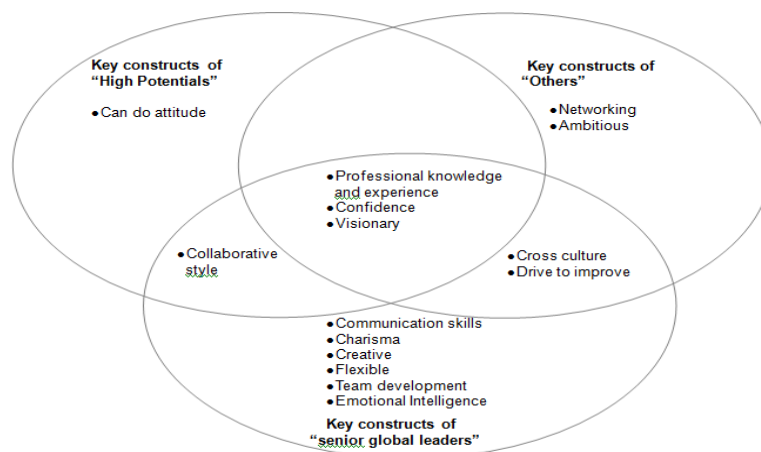 Key constructs of
“High Potentials”
•Can do attitude
Key constructs of
“Others”
•Networking
•Ambitious
•Professional knowledge
and experience
•Confidence
•Visionary
•Collaborative
style
•Cross culture
•Drive to improve
•Communication skills
•Charisma
•Creative
•Flexible
•Team development
•Emotional Intelligence
Key constructs of
“senior global leaders”